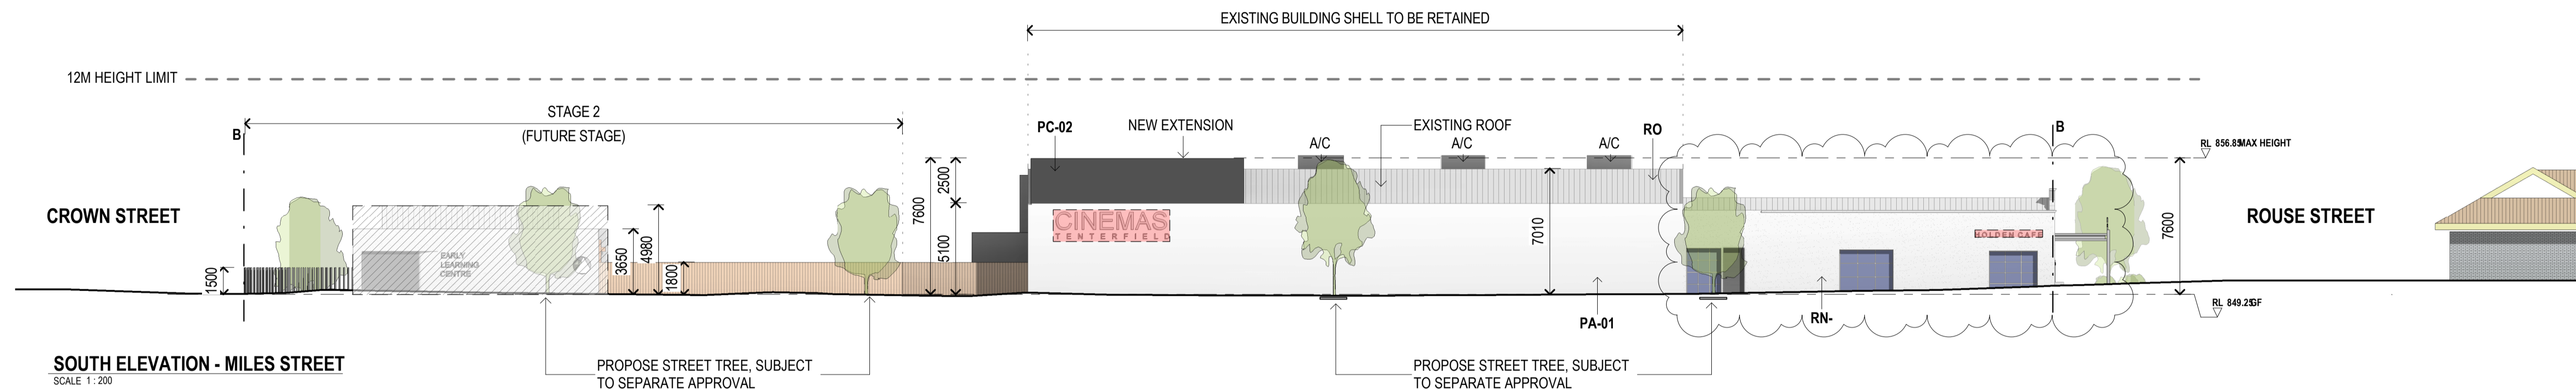 EXISTING BUILDING SHELL TO BE RETAINED
12M HEIGHT LIMIT
STAGE 2
(FUTURE STAGE)
B
PC-02
NEW EXTENSION
A/C
EXISTING ROOF
A/C
A/C
RO
B
RL 856.85 MAX HEIGHT
CROWN STREET
ROUSE STREET
CINEMAS
TENTERFIELD
HOLDEN CAFE
EARLY
LEARNING
CENTRE
1500
3650
4980
1800
7600
2500
5100
7010
7600
RL 849.25 GF
PA-01
RN-
SOUTH ELEVATION - MILES STREET
SCALE 1 : 200
PROPOSE STREET TREE, SUBJECT
TO SEPARATE APPROVAL
PROPOSE STREET TREE, SUBJECT
TO SEPARATE APPROVAL